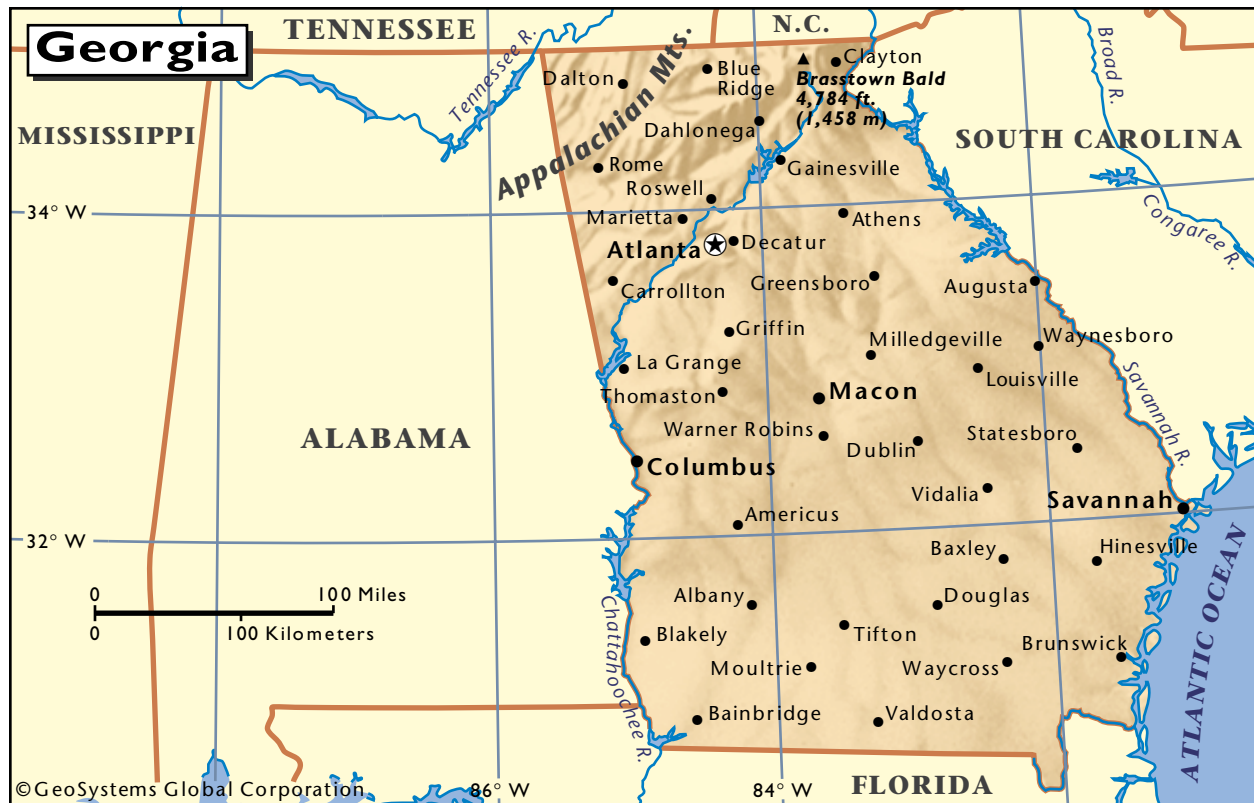 Georgia
TENNESSEE
N.C.
Tennessee R.
Appalachian Mts.
Broad R.
Dalton
Blue
Ridge
Clayton
Brasstown Bald
4,784 ft.
(1,458 m)
MISSISSIPPI
Dahlonega
SOUTH CAROLINA
Rome
Gainesville
Roswell
34° W
Marietta
Athens
Congaree R.
Atlanta
Decatur
Carrollton
Greensboro
Augusta
Griffin
Milledgeville
Waynesboro
La Grange
Louisville
Savannah R.
Thomaston
Macon
ALABAMA
Warner Robins
Dublin
Statesboro
Columbus
Vidalia
Savannah
Americus
32° W
Baxley
Hinesville
ATLANTIC OCEAN
0 100 Miles
0 100 Kilometers
Chattahoochee R.
Albany
Douglas
Blakely
Tifton
Brunswick
Moultrie
Waycross
Bainbridge
Valdosta
©GeoSystems Global Corporation
86° W
84° W
FLORIDA